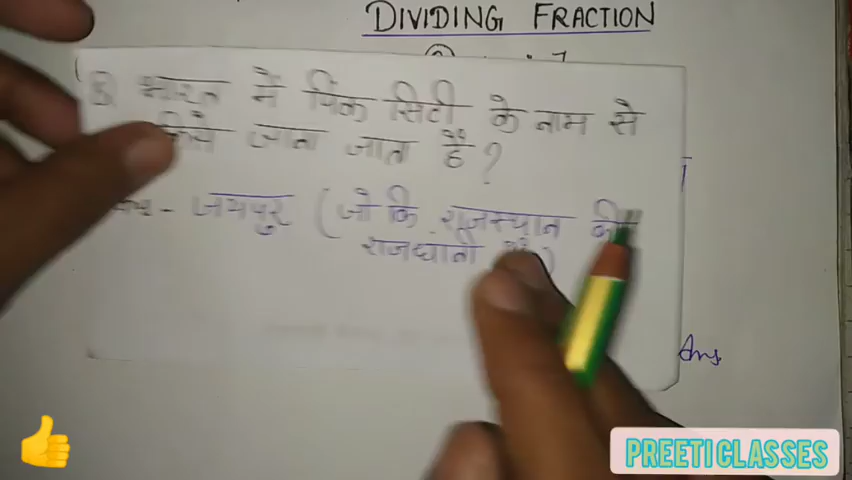 DIVIDING FRACTION
भारत में पिंक सिटी के नाम से
किसे जाना जाता है?
जयपुर (जो कि राजस्थान की
राजधानी है)
Ans
PREETI CLASSES